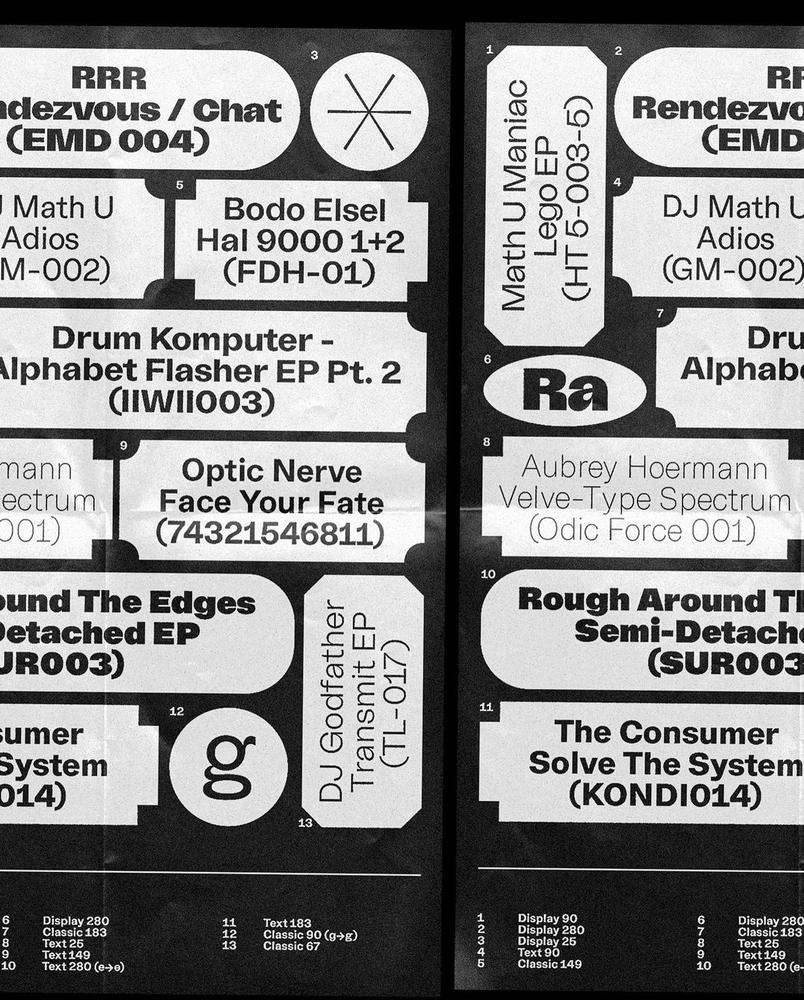 3
RRR
ndezvous / Chat
(EMD 004)
J Math U
Adios
M-002)
5
Bodo Elsel
Hal 9000 1+2
(FDH-01)
Drum Komputer -
Alphabet Flasher EP Pt. 2
(IIWII003)
mann
ectrum
001)
9
Optic Nerve
Face Your Fate
(74321546811)
ound The Edges
Detached EP
UR003)
DJ Godfather
Transmit EP
(TL-017)
13
sumer
System
014)
12
g
6 Display 280
7 Classic 183
8 Text 25
9 Text 149
10 Text 280 (e→e)
11 Text 183
12 Classic 90 (g→g)
13 Classic 67
1
Math U Maniac
Lego EP
(HT 5-003-5)
2
RR
Rendezvo
(EMD
4
DJ Math U
Adios
(GM-002)
6
Ra
7
Dru
Alphabe
8
Aubrey Hoermann
Velve-Type Spectrum
(Odic Force 001)
10
Rough Around Th
Semi-Detache
(SUR003
11
The Consumer
Solve The System
(KONDI014)
1 Display 90
2 Display 280
3 Display 25
4 Text 90
5 Classic 149
6 Display 280
7 Classic 183
8 Text 25
9 Text 149
10 Text 280 (e→